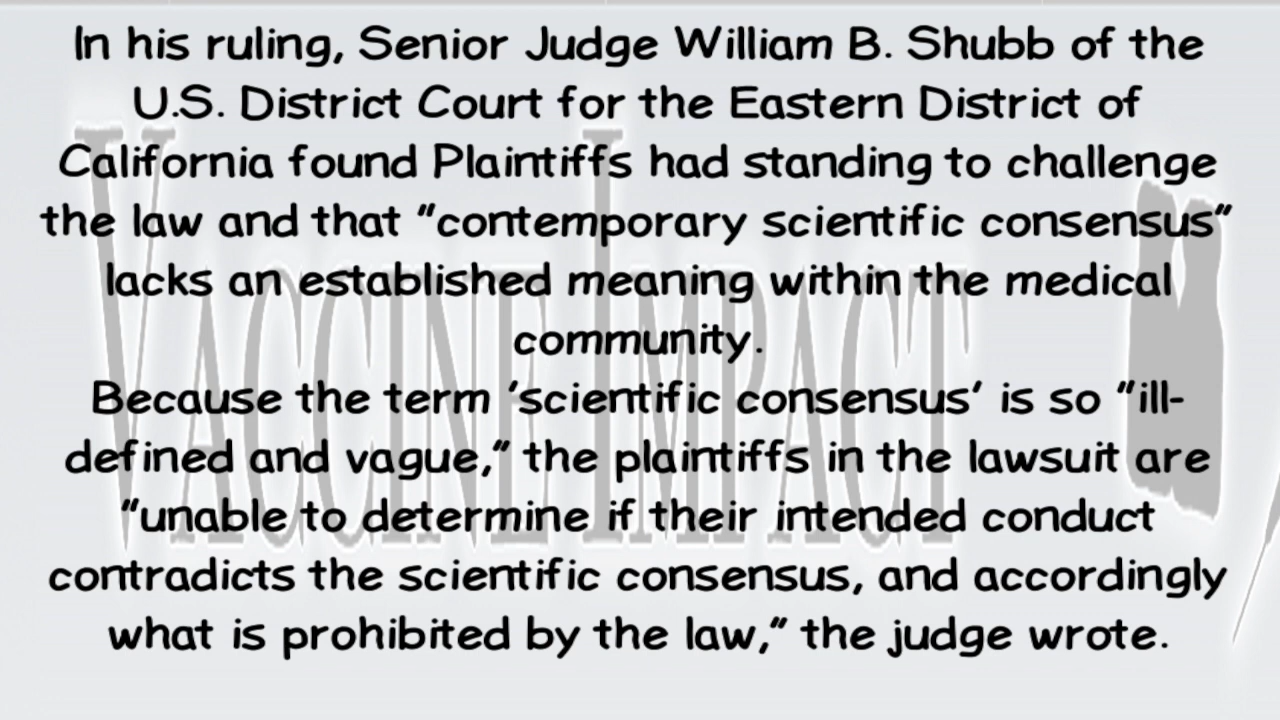 In his ruling, Senior Judge William B. Shubb of the
U.S. District Court for the Eastern District of
California found Plaintiffs had standing to challenge
the law and that "contemporary scientific consensus"
lacks an established meaning within the medical
community.
Because the term 'scientific consensus' is so "ill-
defined and vague," the plaintiffs in the lawsuit are
"unable to determine if their intended conduct
contradicts the scientific consensus, and accordingly
what is prohibited by the law," the judge wrote.
VACCINE IMPACT